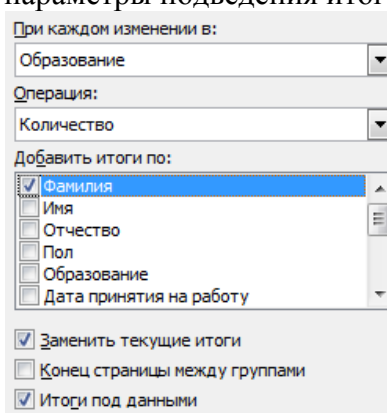 параметры подведения итог
При каждом изменении в:
Образование
Операция:
Количество
Добавить итоги по:
Фамилия
Имя
Отчество
Пол
Образование
Дата принятия на работу
Заменить текущие итоги
Конец страницы между группами
Итоги под данными